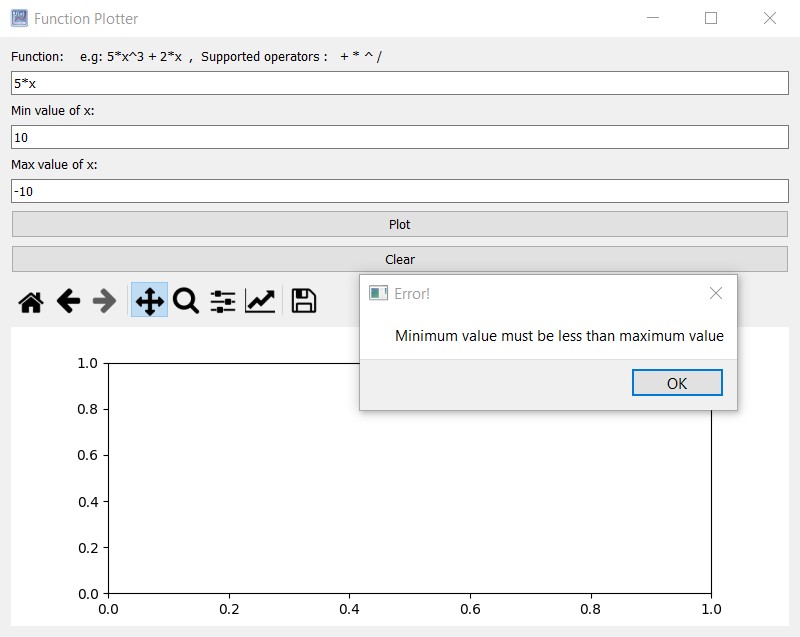 Function Plotter
Function: e.g: 5*x^3 + 2*x , Supported operators : + * ^ /
5*x
Min value of x:
10
Max value of x:
-10
Plot
Clear
Error!
Minimum value must be less than maximum value
OK
1.0
0.8
0.6
0.4
0.2
0.0
0.0 0.2 0.4 0.6 0.8 1.0